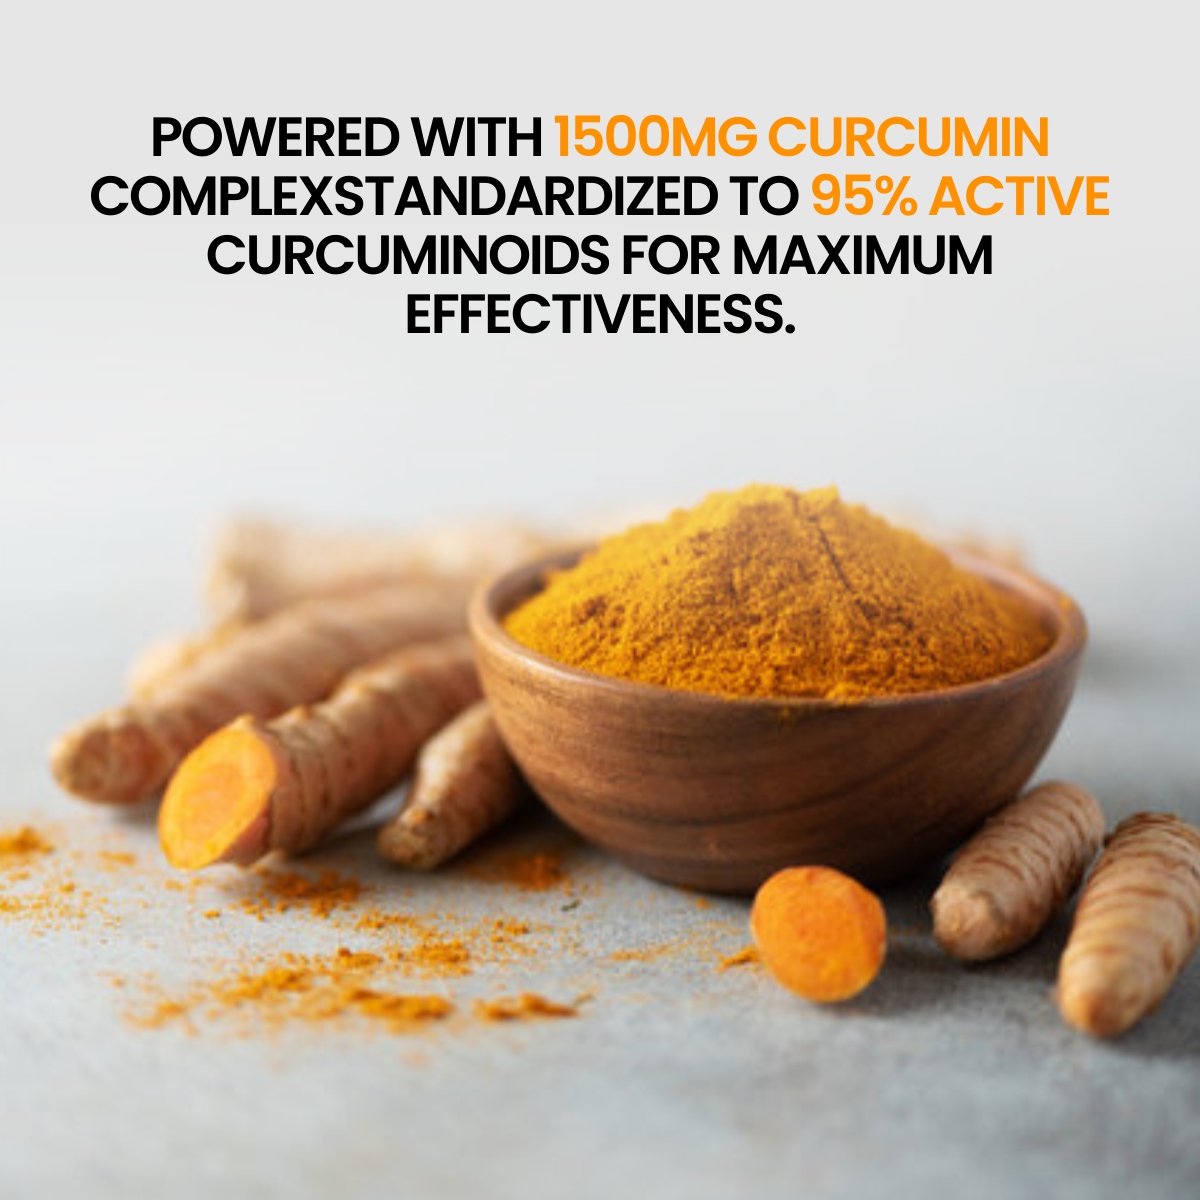 POWERED WITH 1500MG CURCUMIN
COMPLEXSTANDARDIZED TO 95% ACTIVE
CURCUMINOIDS FOR MAXIMUM
EFFECTIVENESS.